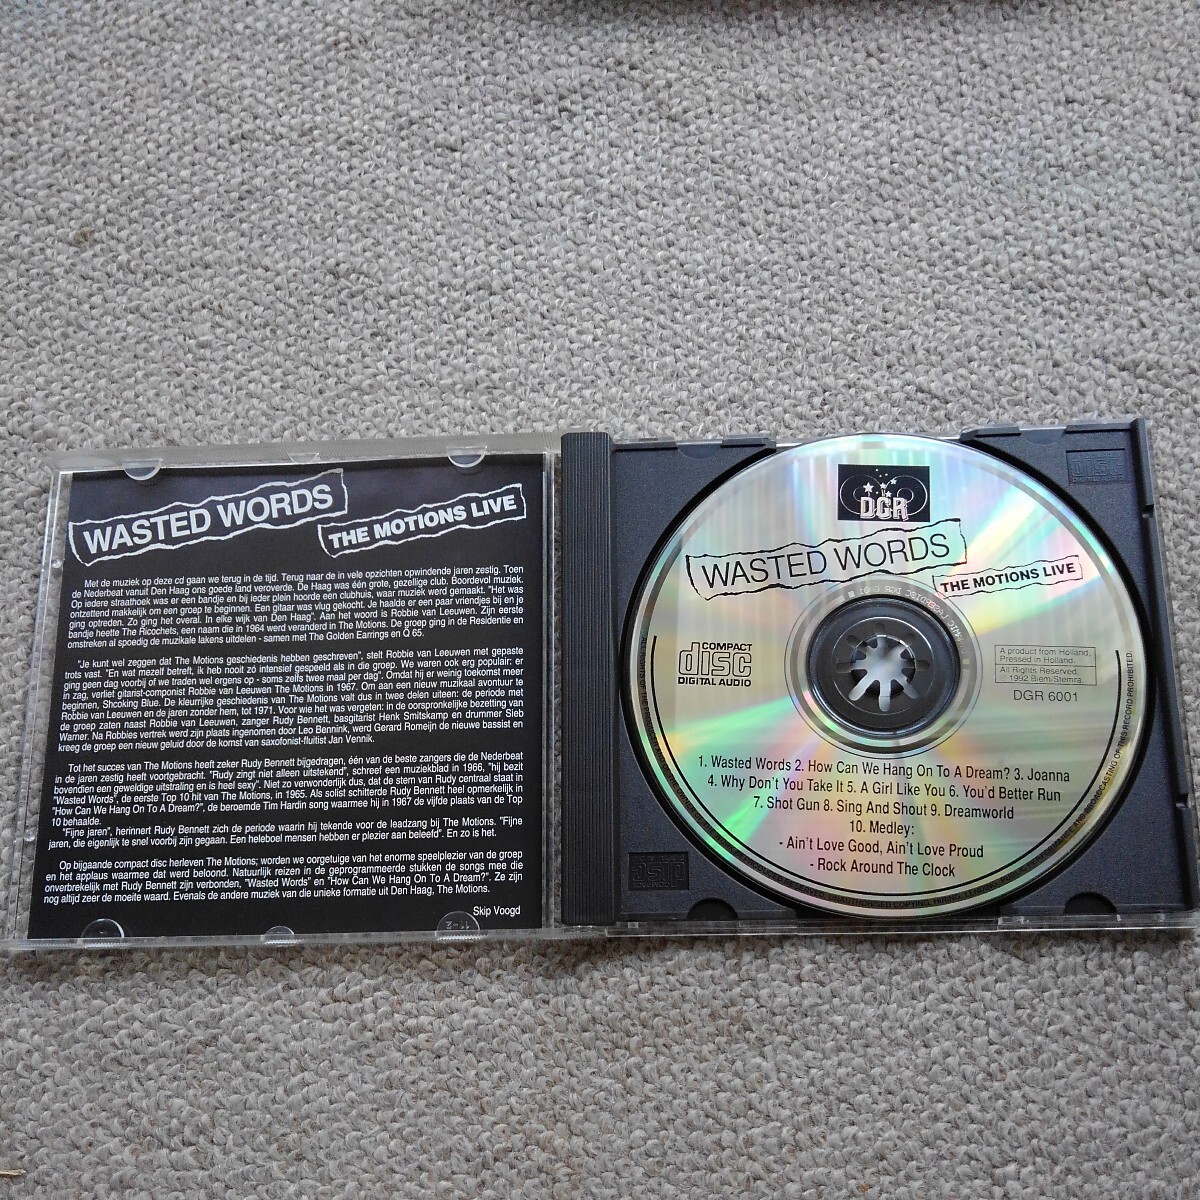 WASTED WORDS
THE MOTIONS LIVE
Met de muziek op deze cd gaan we terug in de tijd. Terug naar de in vele opzichten opwindende jaren zestig. Toen
de Nederbeat vanuit Den Haag ons goede land veroverde. De Haag was één grote, gezellige club. Boordevol muziek.
Op iedere straathoek was er een bandje en bij ieder plein hoorde een clubhuis, waar muziek werd gemaakt. "Het was
ontzettend makkelijk om een groep te beginnen. Een gitaar was vlug gekocht. Je haalde er een paar vriendjes bij en je
ging optreden. Zo ging het overal. In elke wijk van Den Haag". Aan het woord is Robbie van Leeuwen. Zijn eerste
bandje heette The Ricochets, een naam die in 1964 werd veranderd in The Motions. De groep ging in de Residentie en
omstreken al spoedig de muzikale lakens uitdelen - samen met The Golden Earrings en Q 65.
"Je kunt wel zeggen dat The Motions geschiedenis hebben geschreven", stelt Robbie van Leeuwen met gepaste
trots vast. "En wat mezelf betreft, ik heb nooit zó intensief gespeeld als in die groep. We waren ook erg populair: er
ging geen dag voorbij of we traden wel ergens op - soms zelfs twee maal per dag". Omdat hij er weinig toekomst meer
in zag, verliet gitarist-componist Robbie van Leeuwen The Motions in 1967. Om aan een nieuw muzikaal avontuur te
beginnen, Shcoking Blue. De kleurrijke geschiedenis van The Motions valt dus in twee delen uiteen: de periode met
Robbie van Leeuwen en de jaren zonder hem, tot 1971. Voor wie het was vergeten: in de oorspronkelijke bezetting van
de groep zaten naast Robbie van Leeuwen, zanger Rudy Bennett, basgitarist Henk Smitskamp en drummer Sieb
Warner. Na Robbies vertrek werd zijn plaats ingenomen door Leo Bennink, werd Gerard Romeijn de nieuwe bassist en
kreeg de groep een nieuw geluid door de komst van saxofonist-fluitist Jan Vennik.
Tot het succes van The Motions heeft zeker Rudy Bennett bijgedragen, één van de beste zangers die de Nederbeat
in de jaren zestig heeft voortgebracht. "Rudy zingt niet alleen uitstekend", schreef een muziekblad in 1966, "hij bezit
bovendien een geweldige uitstraling en is heel sexy". Niet zo verwonderlijk dus, dat de stem van Rudy centraal staat in
"Wasted Words", de eerste Top 10 hit van The Motions, in 1965. Als solist schitterde Rudy Bennett heel opmerkelijk in
"How Can We Hang On To A Dream?", de beroemde Tim Hardin song waarmee hij in 1967 de vijfde plaats van de Top
10 behaalde.
"Fijne jaren", herinnert Rudy Bennett zich de periode waarin hij tekende voor de leadzang bij The Motions. "Fijne
jaren, die eigenlijk te snel voorbij zijn gegaan. Een heleboel mensen hebben er plezier aan beleefd". En zo is het.
Op bijgaande compact disc herleven The Motions; worden we oorgetuige van het enorme speelplezier van de groep
en het applaus waarmee dat werd beloond. Natuurlijk reizen in de geprogrammeerde stukken de songs mee die
onverbrekelijk met Rudy Bennett zijn verbonden, "Wasted Words" en "How Can We Hang On To A Dream?". Ze zijn
nog altijd zeer de moeite waard. Evenals de andere muziek van die unieke formatie uit Den Haag, The Motions.
Skip Voogd
DGR
WASTED WORDS
THE MOTIONS LIVE
COMPACT
disc
DIGITAL AUDIO
A product from Holland.
Pressed in Holland.
All Rights Reserved.
℗ 1992 Biem/Stemra.
DGR 6001
1. Wasted Words 2. How Can We Hang On To A Dream? 3. Joanna
4. Why Don't You Take It 5. A Girl Like You 6. You'd Better Run
7. Shot Gun 8. Sing And Shout 9. Dreamworld
10. Medley:
- Ain't Love Good, Ain't Love Proud
- Rock Around The Clock
UNAUTHORISED COPYING, HIRING, BROADCASTING OF THIS RECORD PROHIBITED.